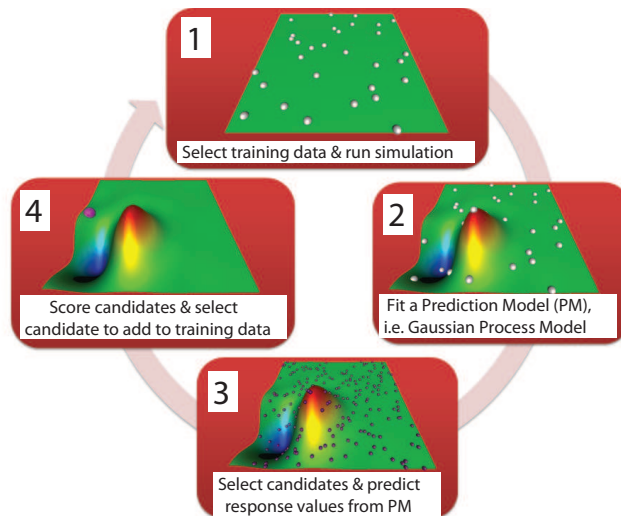 1
Select training data & run simulation
2
Fit a Prediction Model (PM),
i.e. Gaussian Process Model
3
Select candidates & predict
response values from PM
4
Score candidates & select
candidate to add to training data